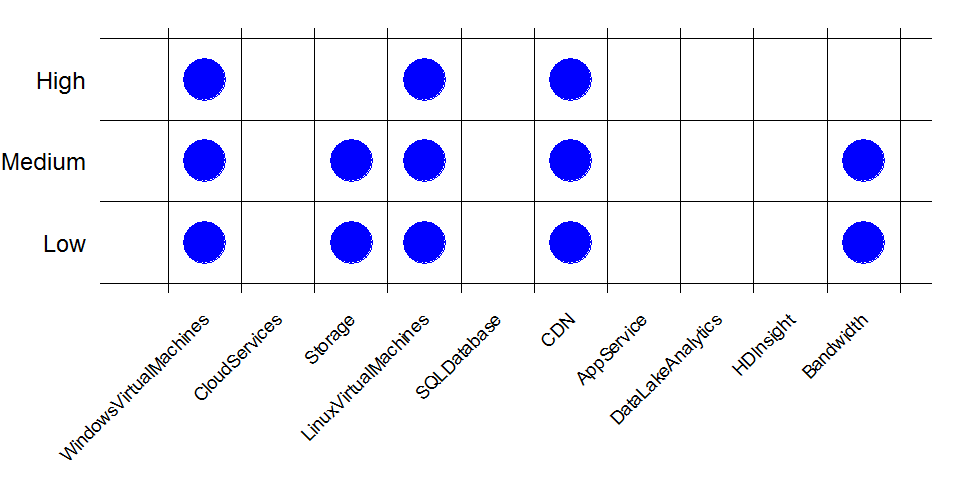 High
Medium
Low
WindowsVirtualMachines
CloudServices
Storage
LinuxVirtualMachines
SQLDatabase
CDN
AppService
DataLakeAnalytics
HDInsight
Bandwidth